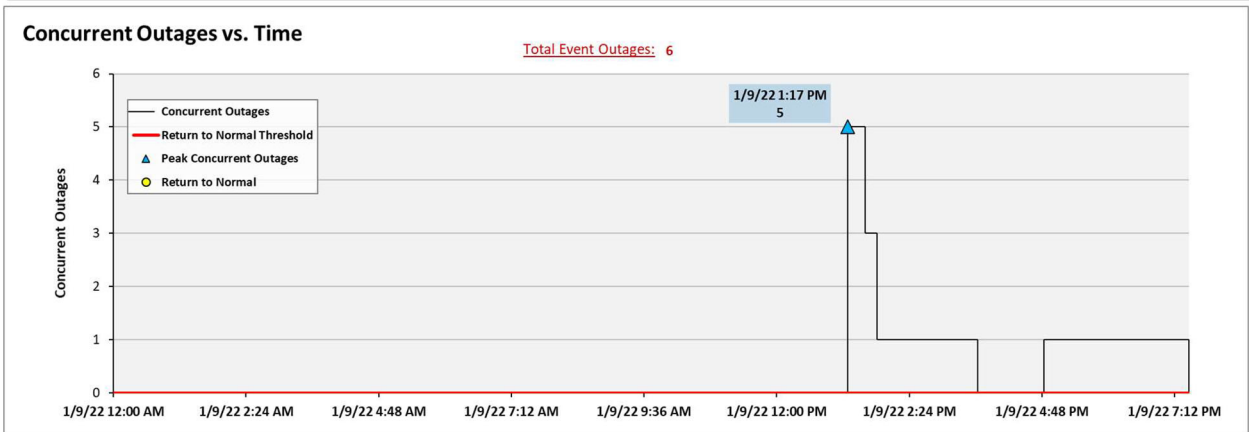 Concurrent Outages vs. Time
Total Event Outages: 6
6
5
4
3
2
1
0
Concurrent Outages
Concurrent Outages
Return to Normal Threshold
Peak Concurrent Outages
Return to Normal
1/9/22 1:17 PM
5
1/9/22 12:00 AM 1/9/22 2:24 AM 1/9/22 4:48 AM 1/9/22 7:12 AM 1/9/22 9:36 AM 1/9/22 12:00 PM 1/9/22 2:24 PM 1/9/22 4:48 PM 1/9/22 7:12 PM